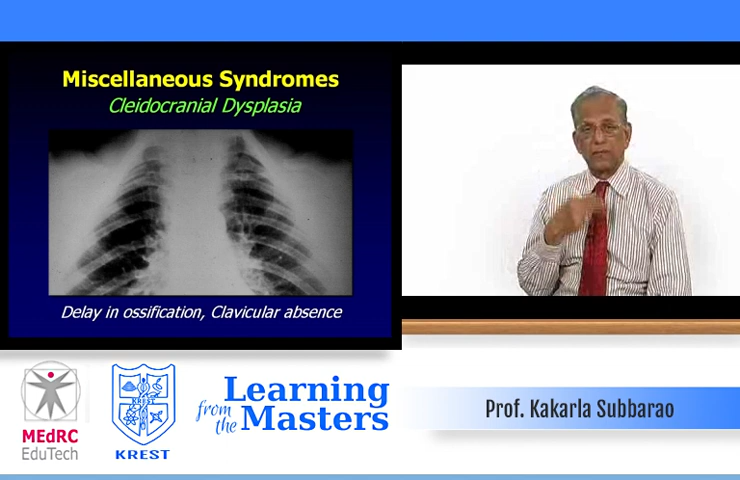 Miscellaneous Syndromes
Cleidocranial Dysplasia
Delay in ossification, Clavicular absence
MEdRC
EduTech
KREST
KREST
Learning
from the Masters
Prof. Kakarla Subbarao